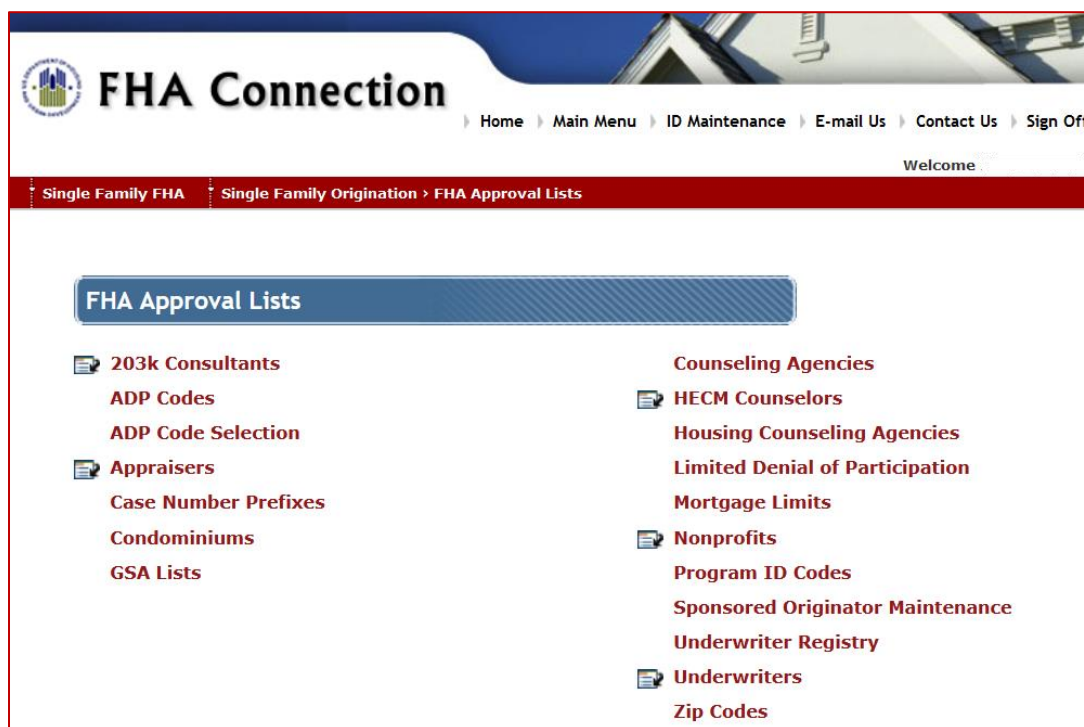 FHA Connection
Home Main Menu ID Maintenance E-mail Us Contact Us Sign Off
Welcome
Single Family FHA Single Family Origination › FHA Approval Lists
FHA Approval Lists
203k Consultants
ADP Codes
ADP Code Selection
Appraisers
Case Number Prefixes
Condominiums
GSA Lists
Counseling Agencies
HECM Counselors
Housing Counseling Agencies
Limited Denial of Participation
Mortgage Limits
Nonprofits
Program ID Codes
Sponsored Originator Maintenance
Underwriter Registry
Underwriters
Zip Codes